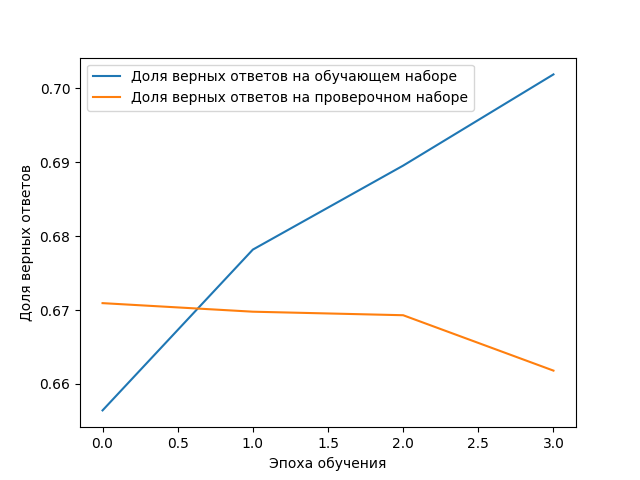 Доля верных ответов на обучающем наборе
Доля верных ответов на проверочном наборе
0.70
0.69
0.68
0.67
0.66
Доля верных ответов
0.0 0.5 1.0 1.5 2.0 2.5 3.0
Эпоха обучения